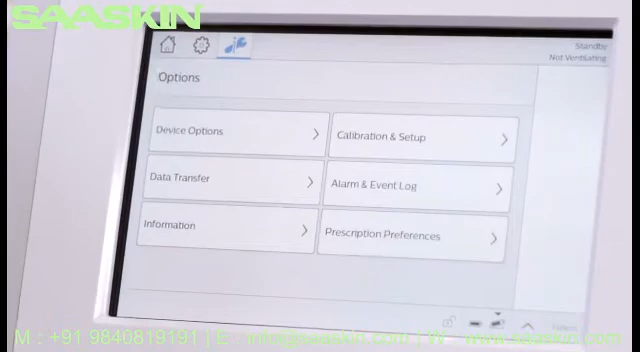 SAASKIN
Standby
Not Ventilating
Options
Device Options
Calibration & Setup
Data Transfer
Alarm & Event Log
Information
Prescription Preferences
M : +91 9840819191 | E : info@saaskin.com | W : www.saaskin.com